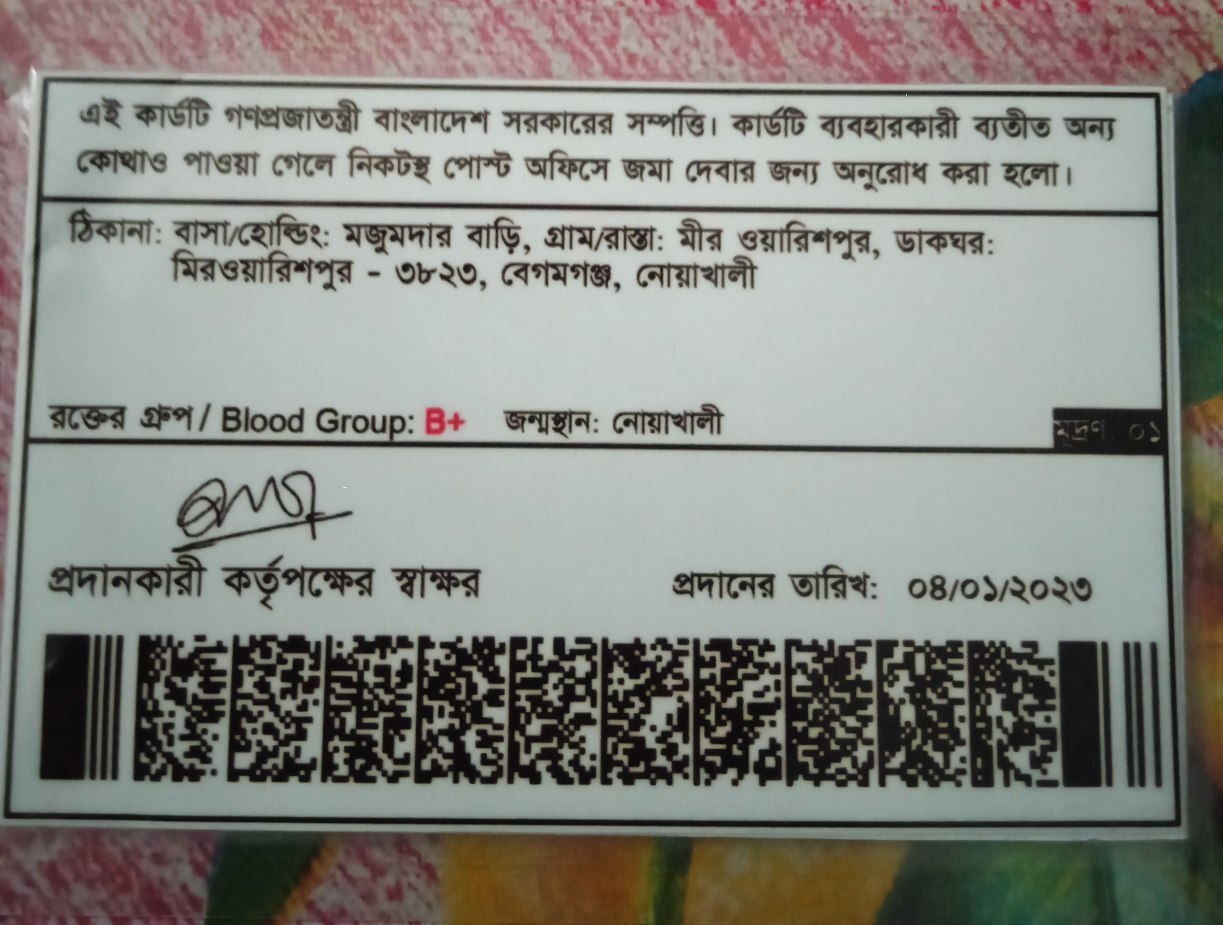 এই কার্ডটি গণপ্রজাতন্ত্রী বাংলাদেশ সরকারের সম্পত্তি। কার্ডটি ব্যবহারকারী ব্যতীত অন্য
কোথাও পাওয়া গেলে নিকটস্থ পোস্ট অফিসে জমা দেবার জন্য অনুরোধ করা হলো।
ঠিকানা: বাসা/হোল্ডিং: মজুমদার বাড়ি, গ্রাম/রাস্তা: মীর ওয়ারিশপুর, ডাকঘর:
মিরওয়ারিশপুর - ৩৮২৩, বেগমগঞ্জ, নোয়াখালী
রক্তের গ্রুপ / Blood Group: B+ জন্মস্থান: নোয়াখালী
মুদ্রণ: ০১
প্রদানকারী কর্তৃপক্ষের স্বাক্ষর প্রদানের তারিখ: ০৪/০১/২০২৩